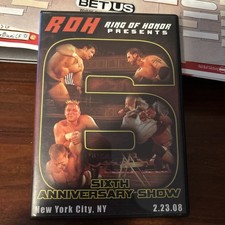 BETUS
ROH RING OF HONOR
PRESENTS
6
SIXTH
ANNIVERSARY SHOW
New York City, NY 2.23.08